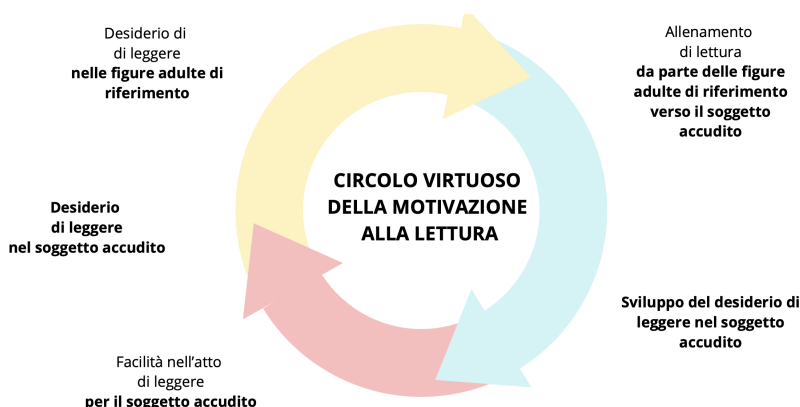 Desiderio di
di leggere
nelle figure adulte di
riferimento
Allenamento
di lettura
da parte delle figure
adulte di riferimento
verso il soggetto
accudito
CIRCOLO VIRTUOSO
DELLA MOTIVAZIONE
ALLA LETTURA
Desiderio
di leggere
nel soggetto accudito
Sviluppo del desiderio di
leggere nel soggetto
accudito
Facilità nell’atto
di leggere
per il soggetto accudito